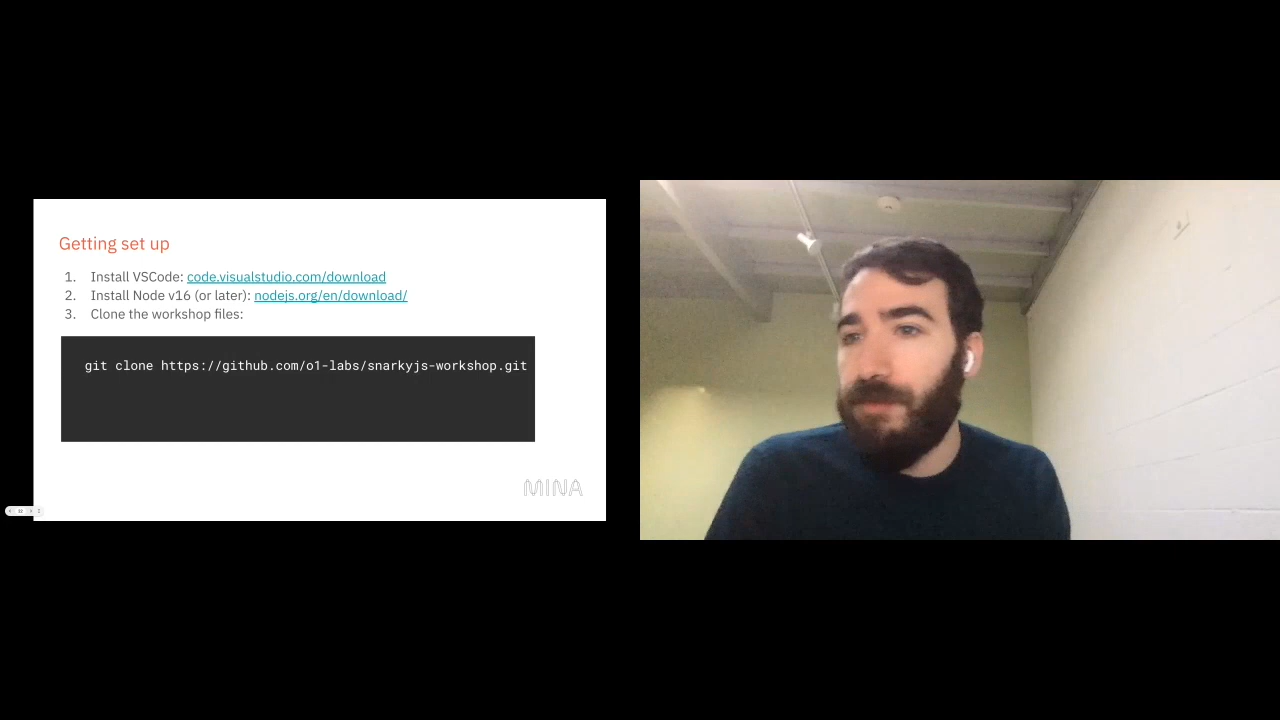 Getting set up
1. Install VSCode: code.visualstudio.com/download
2. Install Node v16 (or later): nodejs.org/en/download/
3. Clone the workshop files:
git clone https://github.com/o1-labs/snarkyjs-workshop.git
MINA